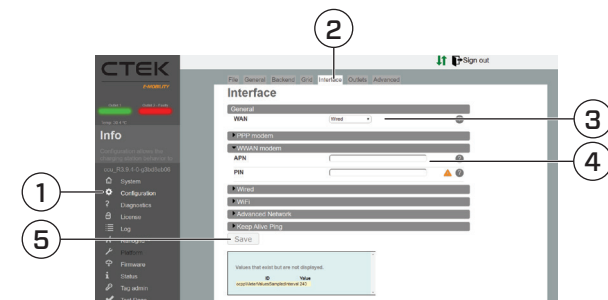 2
CTEK
E-MOBILITY
Sign out
File General Backend Grid Interface Outlets Advanced
Interface
General
WAN Wired
3
PPP modem
WWAN modem
APN
4
PIN
Info
System
1
Configuration
Diagnostics
License
Log
Wired
WiFi
Advanced Network
Keep Alive Ping
5
Save
Platform
Firmware
Status
Tag admin
Values that exist but are not displayed.
ID Value